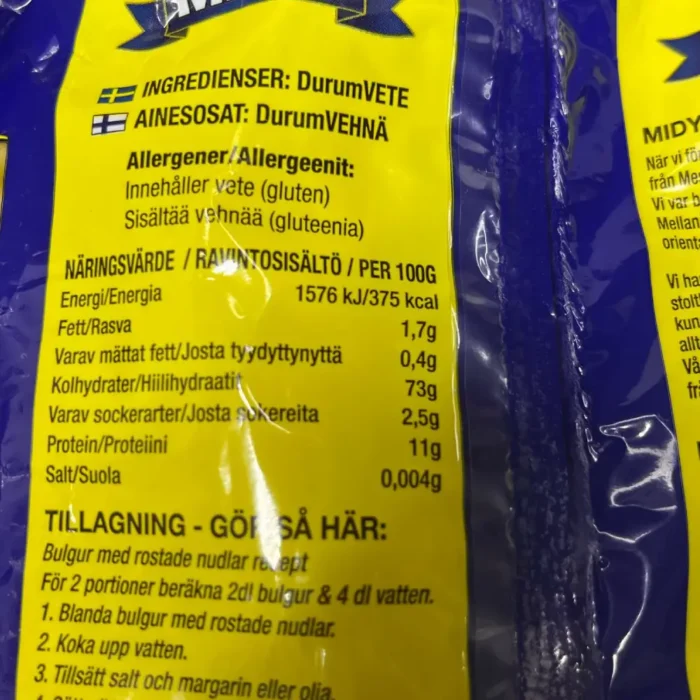 INGREDIENSER: DurumVETE
AINESOSAT: DurumVEHNÄ
Allergener/Allergeenit:
Innehåller vete (gluten)
Sisältää vehnää (gluteenia)
NÄRINGSVÄRDE / RAVINTOSISÄLTÖ / PER 100G
Energi/Energia 1576 kJ/375 kcal
Fett/Rasva 1,7g
Varav mättat fett/Josta tyydyttynyttä 0,4g
Kolhydrater/Hiilihydraatit 73g
Varav sockerarter/Josta sokereita 2,5g
Protein/Proteiini 11g
Salt/Suola 0,004g
TILLAGNING - GÖR SÅ HÄR:
Bulgur med rostade nudlar recept
För 2 portioner beräkna 2dl bulgur & 4 dl vatten.
1. Blanda bulgur med rostade nudlar.
2. Koka upp vatten.
3. Tillsätt salt och margarin eller olja.
MIDY
När vi fö
från Mes
Vi var b
Mellan
orient
Vi ha
stolt
kun
allt
Vå
fr